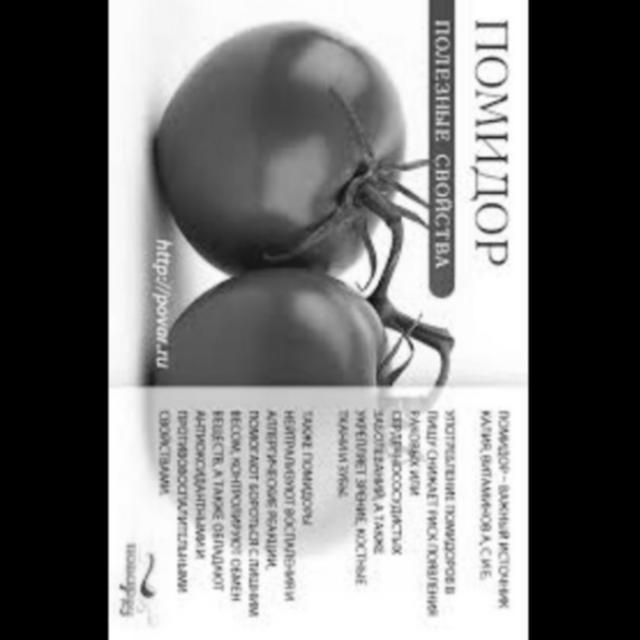 ПОМИДОР
ПОЛЕЗНЫЕ СВОЙСТВА
http://povar.ru
ПОМИДОР – ВАЖНЫЙ ИСТОЧНИК
КАЛИЯ, ВИТАМИНОВ А, С И Б.
УПОТРЕБЛЕНИЕ ПОМИДОРОВ В
ПИЩУ СНИЖАЕТ РИСК ПОЯВЛЕНИЯ
РАКОВЫХ ИЛИ
СЕРДЕЧНОСОСУДИСТЫХ
ЗАБОЛЕВАНИЙ, А ТАКЖЕ
УКРЕПЛЯЕТ ЗРЕНИЕ, КОСТНЫЕ
ТКАНИ И ЗУБЫ.
ТАКЖЕ ПОМИДОРЫ
НЕЙТРАЛИЗУЮТ ВОСПАЛЕНИЯ И
АЛЛЕРГИЧЕСКИЕ РЕАКЦИИ,
ПОМОГАЮТ БОРОТЬСЯ С ЛИШНИМ
ВЕСОМ, КОНТРОЛИРУЮТ ОБМЕН
ВЕЩЕСТВ, А ТАКЖЕ ОБЛАДАЮТ
АНТИОКСИДАНТНЫМИ И
ПРОТИВОВОСПАЛИТЕЛЬНЫМИ
СВОЙСТВАМИ.